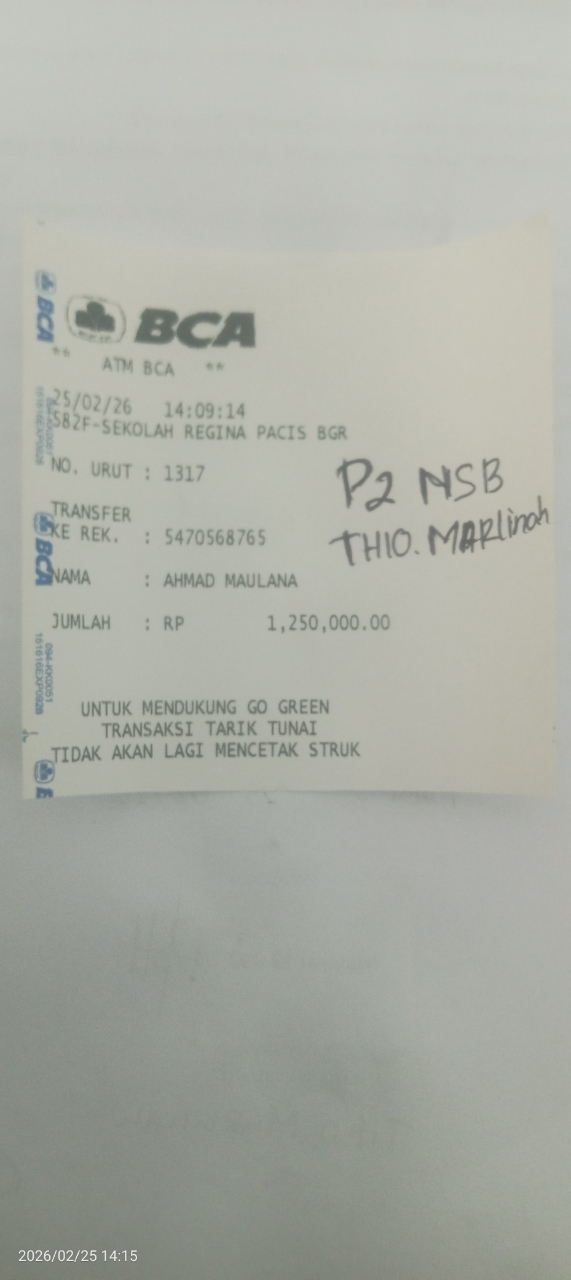 BCA
** ATM BCA **
25/02/26 14:09:14
582F-SEKOLAH REGINA PACIS BGR
NO. URUT : 1317
P2 NSB
THIO. MARlinah
TRANSFER
KE REK. : 5470568765
NAMA : AHMAD MAULANA
JUMLAH : RP 1,250,000.00
UNTUK MENDUKUNG GO GREEN
TRANSAKSI TARIK TUNAI
TIDAK AKAN LAGI MENCETAK STRUK
BCA
BCA
2026/02/25 14:15